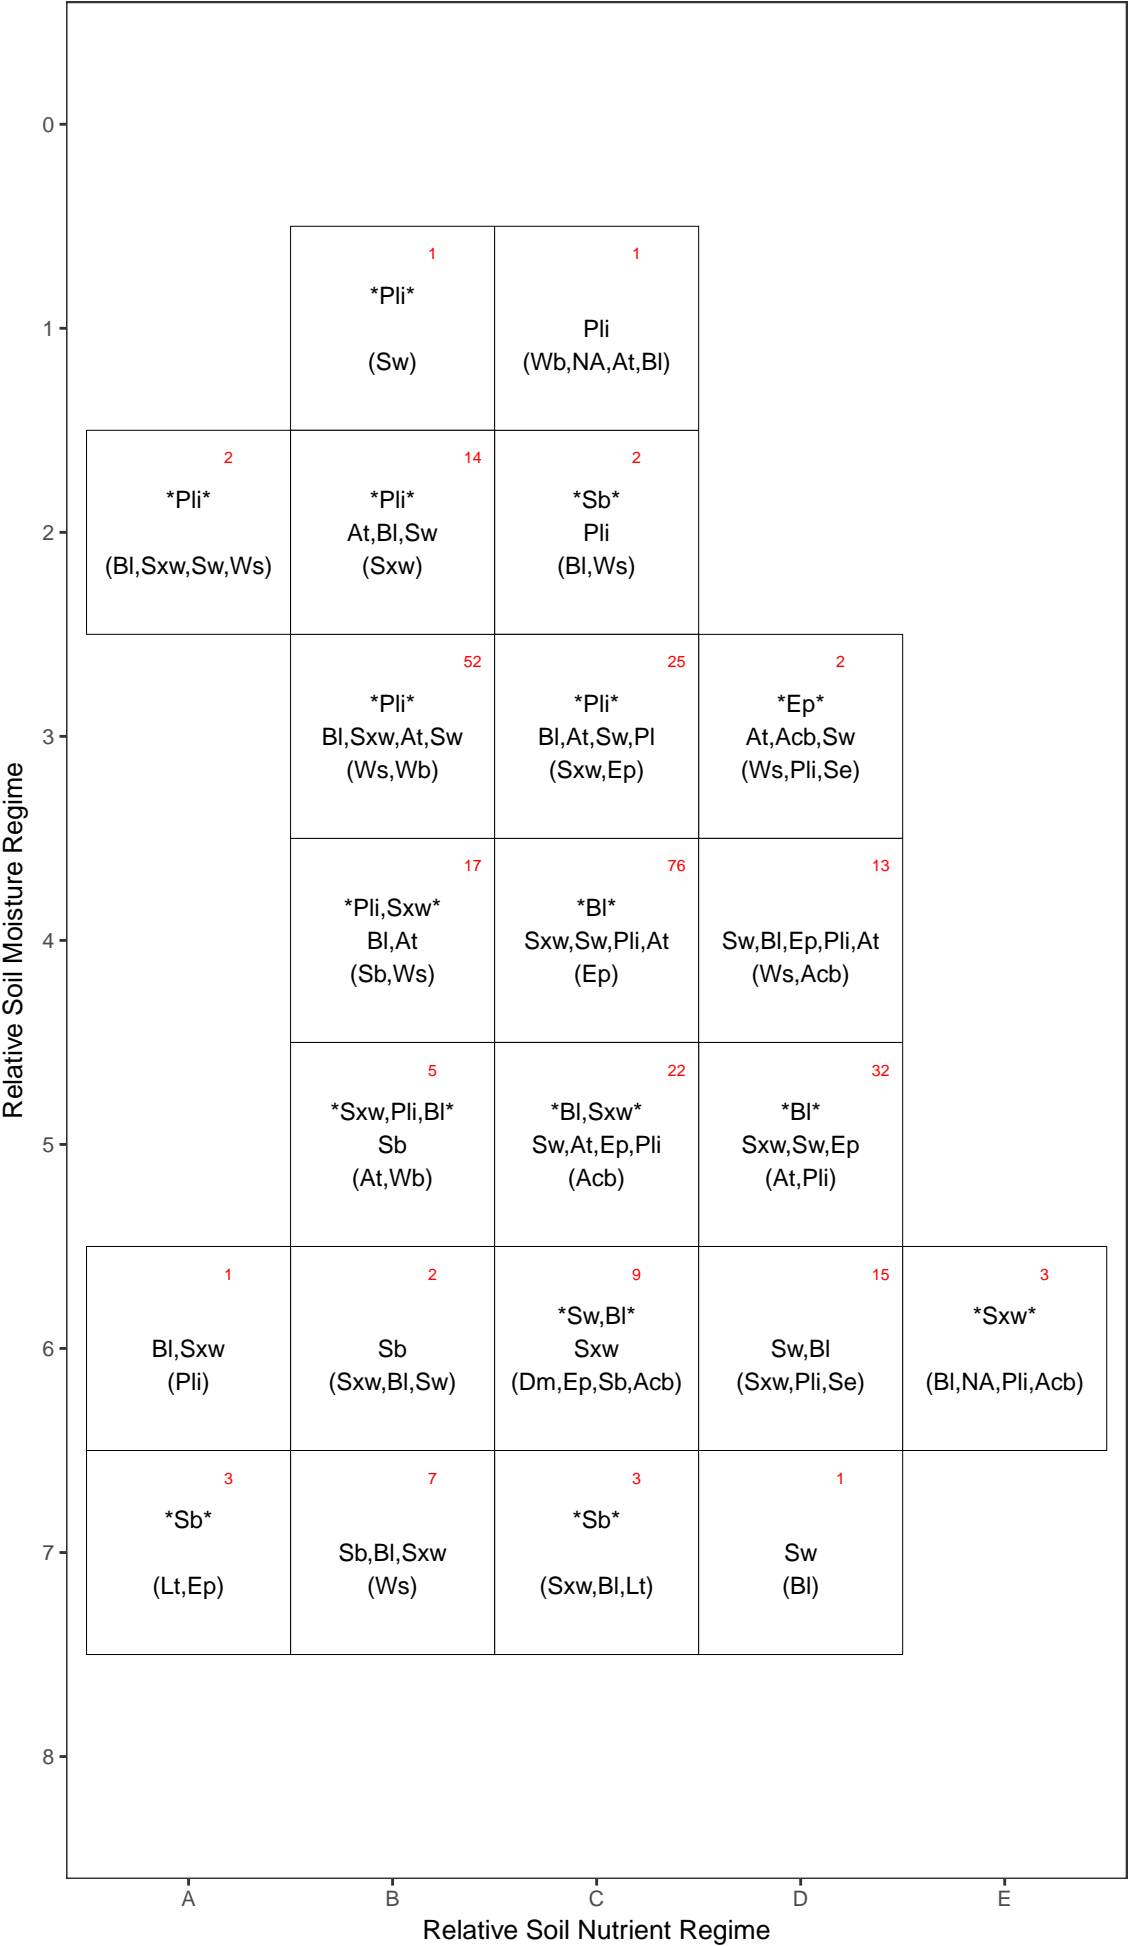 0
1
1
*Pli*
1
Pli
(Sw)
(Wb,NA,At,Bl)
2
14
2
*Pli*
*Pli*
*Sb*
2
At,Bl,Sw
Pli
(Bl,Sxw,Sw,Ws)
(Sxw)
(Bl,Ws)
52
25
2
*Pli*
*Pli*
*Ep*
3
Bl,Sxw,At,Sw
Bl,At,Sw,Pl
At,Acb,Sw
(Ws,Wb)
(Sxw,Ep)
(Ws,Pli,Se)
17
76
13
*Pli,Sxw*
*Bl*
4
Bl,At
Sxw,Sw,Pli,At
Sw,Bl,Ep,Pli,At
(Sb,Ws)
(Ep)
(Ws,Acb)
Relative Soil Moisture Regime
5
22
32
*Sxw,Pli,Bl*
*Bl,Sxw*
*Bl*
5
Sb
Sw,At,Ep,Pli
Sxw,Sw,Ep
(At,Wb)
(Acb)
(At,Pli)
1
2
9
15
3
*Sw,Bl*
*Sxw*
6
Bl,Sxw
Sb
Sxw
Sw,Bl
(Pli)
(Sxw,Bl,Sw)
(Dm,Ep,Sb,Acb)
(Sxw,Pli,Se)
(Bl,NA,Pli,Acb)
3
7
3
1
*Sb*
*Sb*
7
Sb,Bl,Sxw
Sw
(Lt,Ep)
(Ws)
(Sxw,Bl,Lt)
(Bl)
8
A
B
C
D
E
Relative Soil Nutrient Regime